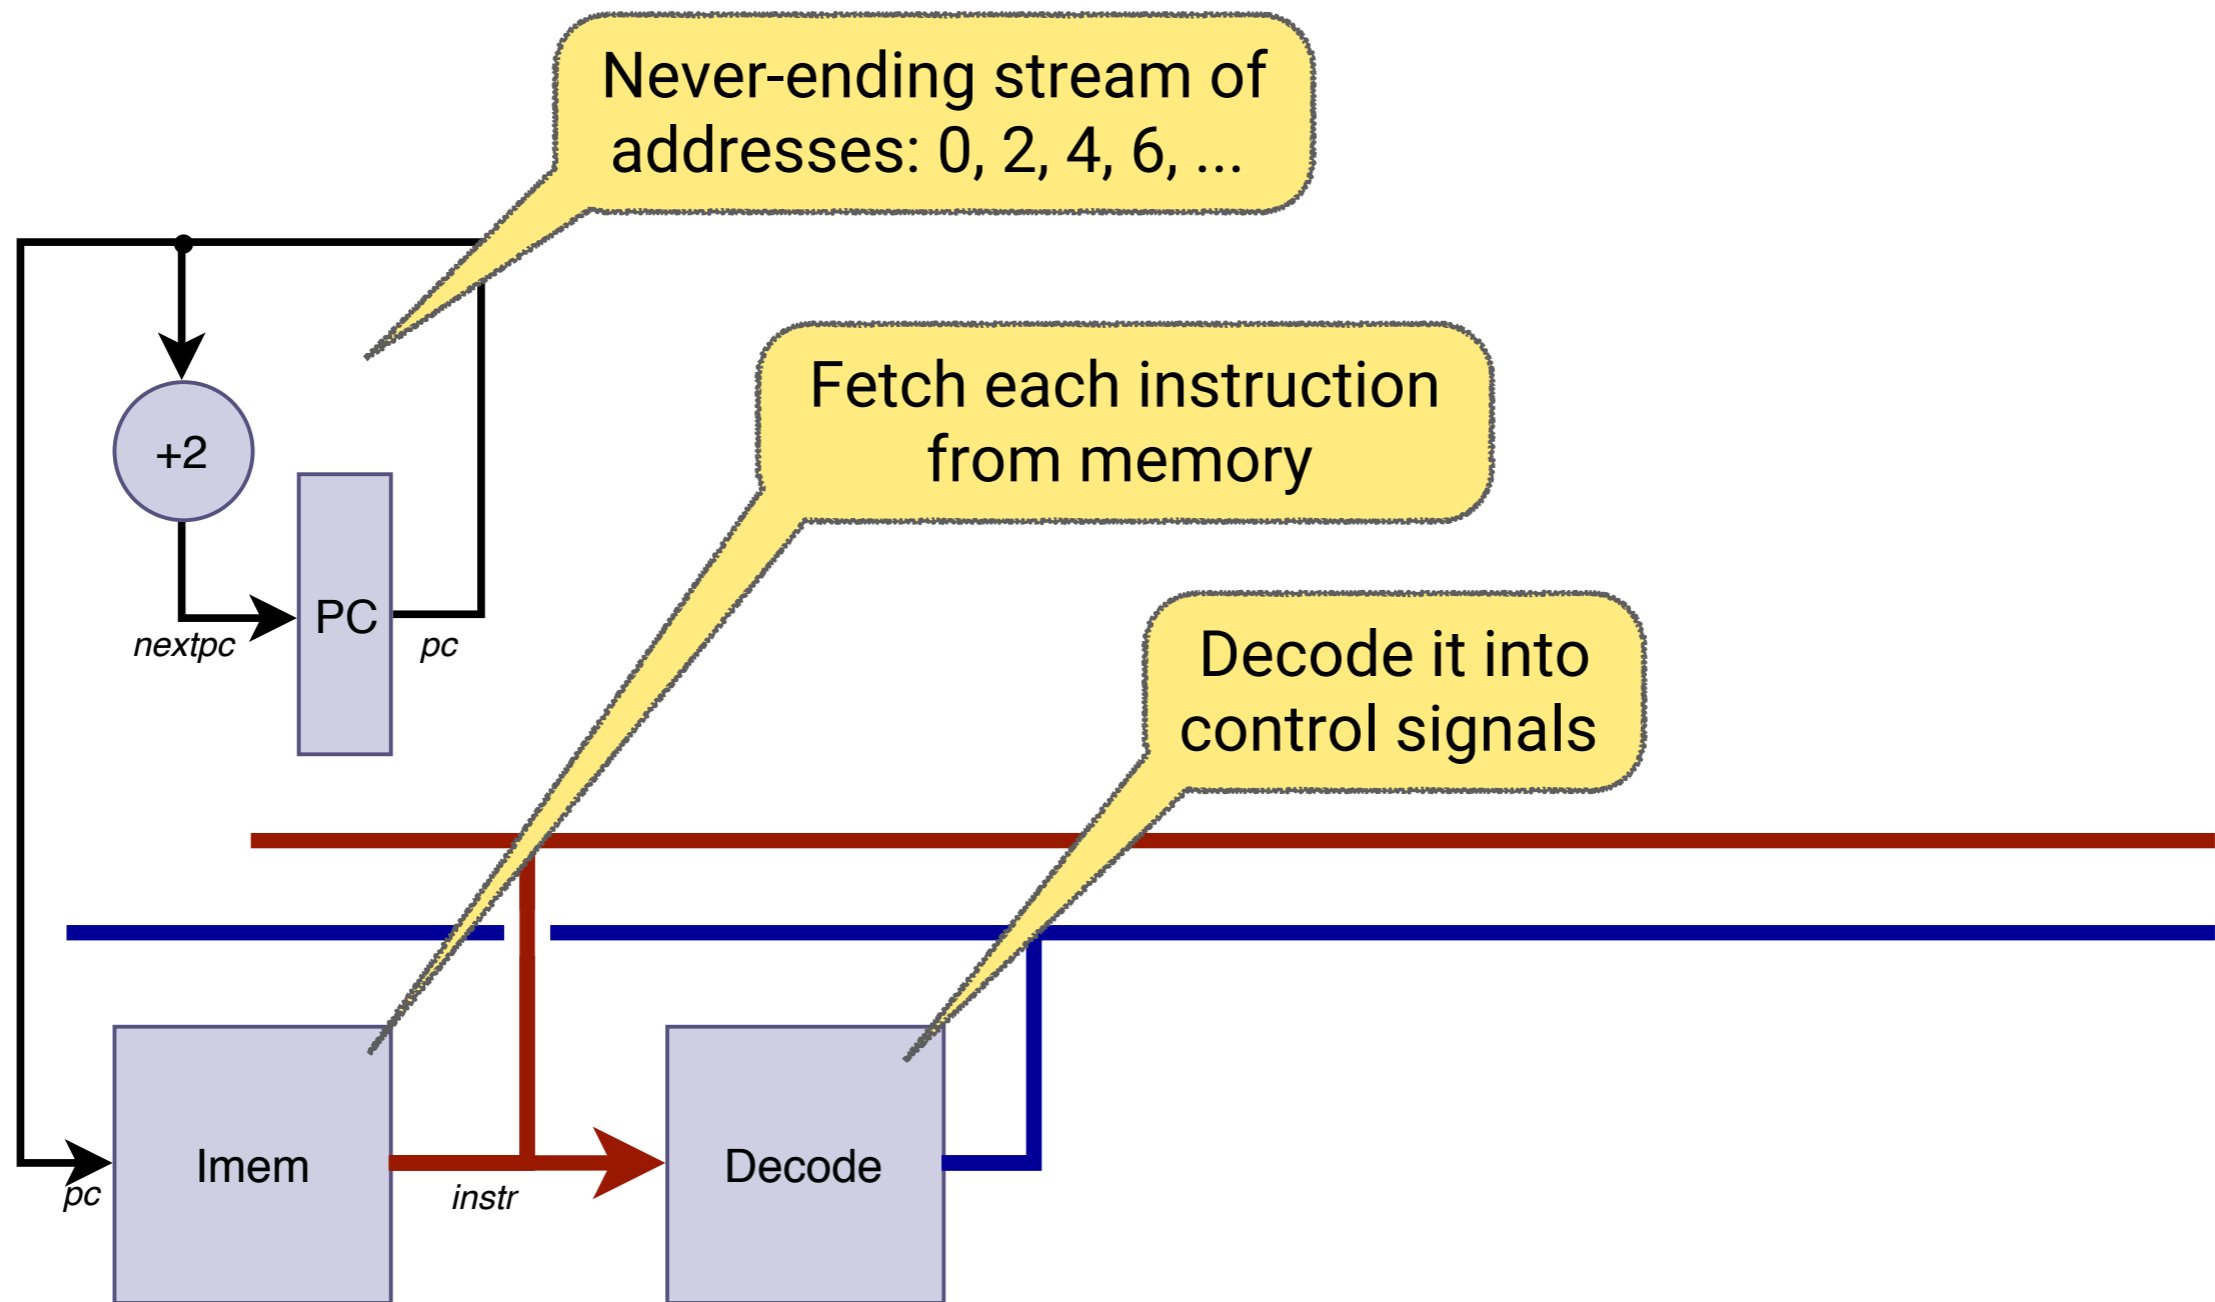 Never-ending stream of
addresses: 0, 2, 4, 6, ...
Fetch each instruction
from memory
+2
PC
nextpc
pc
Decode it into
control signals
Imem
Decode
pc
instr